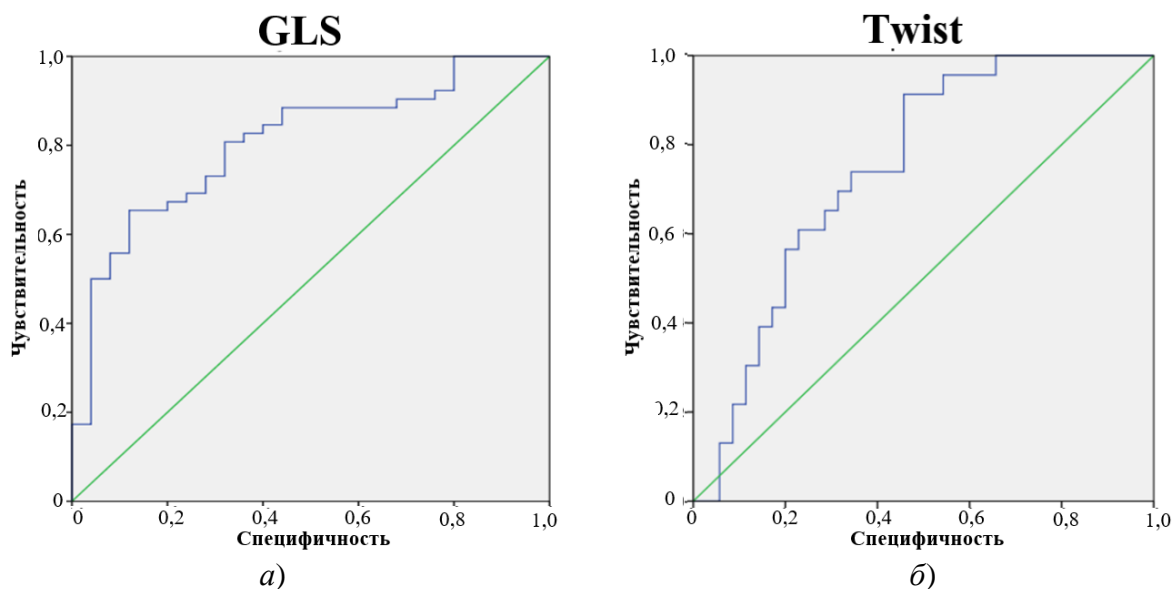 GLS
1,0
0,8
0,6
0,4
0,2
0
0 0,2 0,4 0,6 0,8 1,0
Чувствительность
Специфичность
а)
Twist
1,0
0,8
0,6
0,4
0,2
0
0 0,2 0,4 0,6 0,8 1,0
Чувствительность
Специфичность
б)